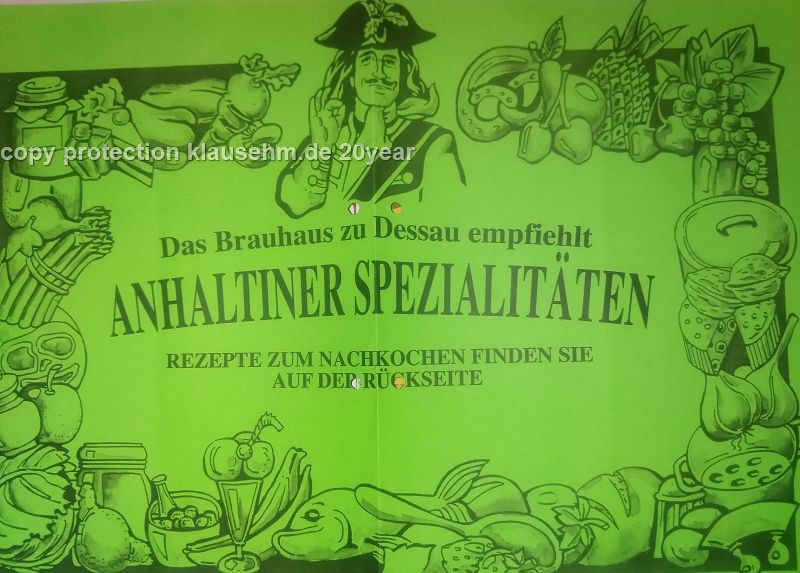 copy protection klausehm.de 20year
Das Brauhaus zu Dessau empfiehlt
ANHALTINER SPEZIALITÄTEN
REZEPTE ZUM NACHKOCHEN FINDEN SIE
AUF DER RÜCKSEITE